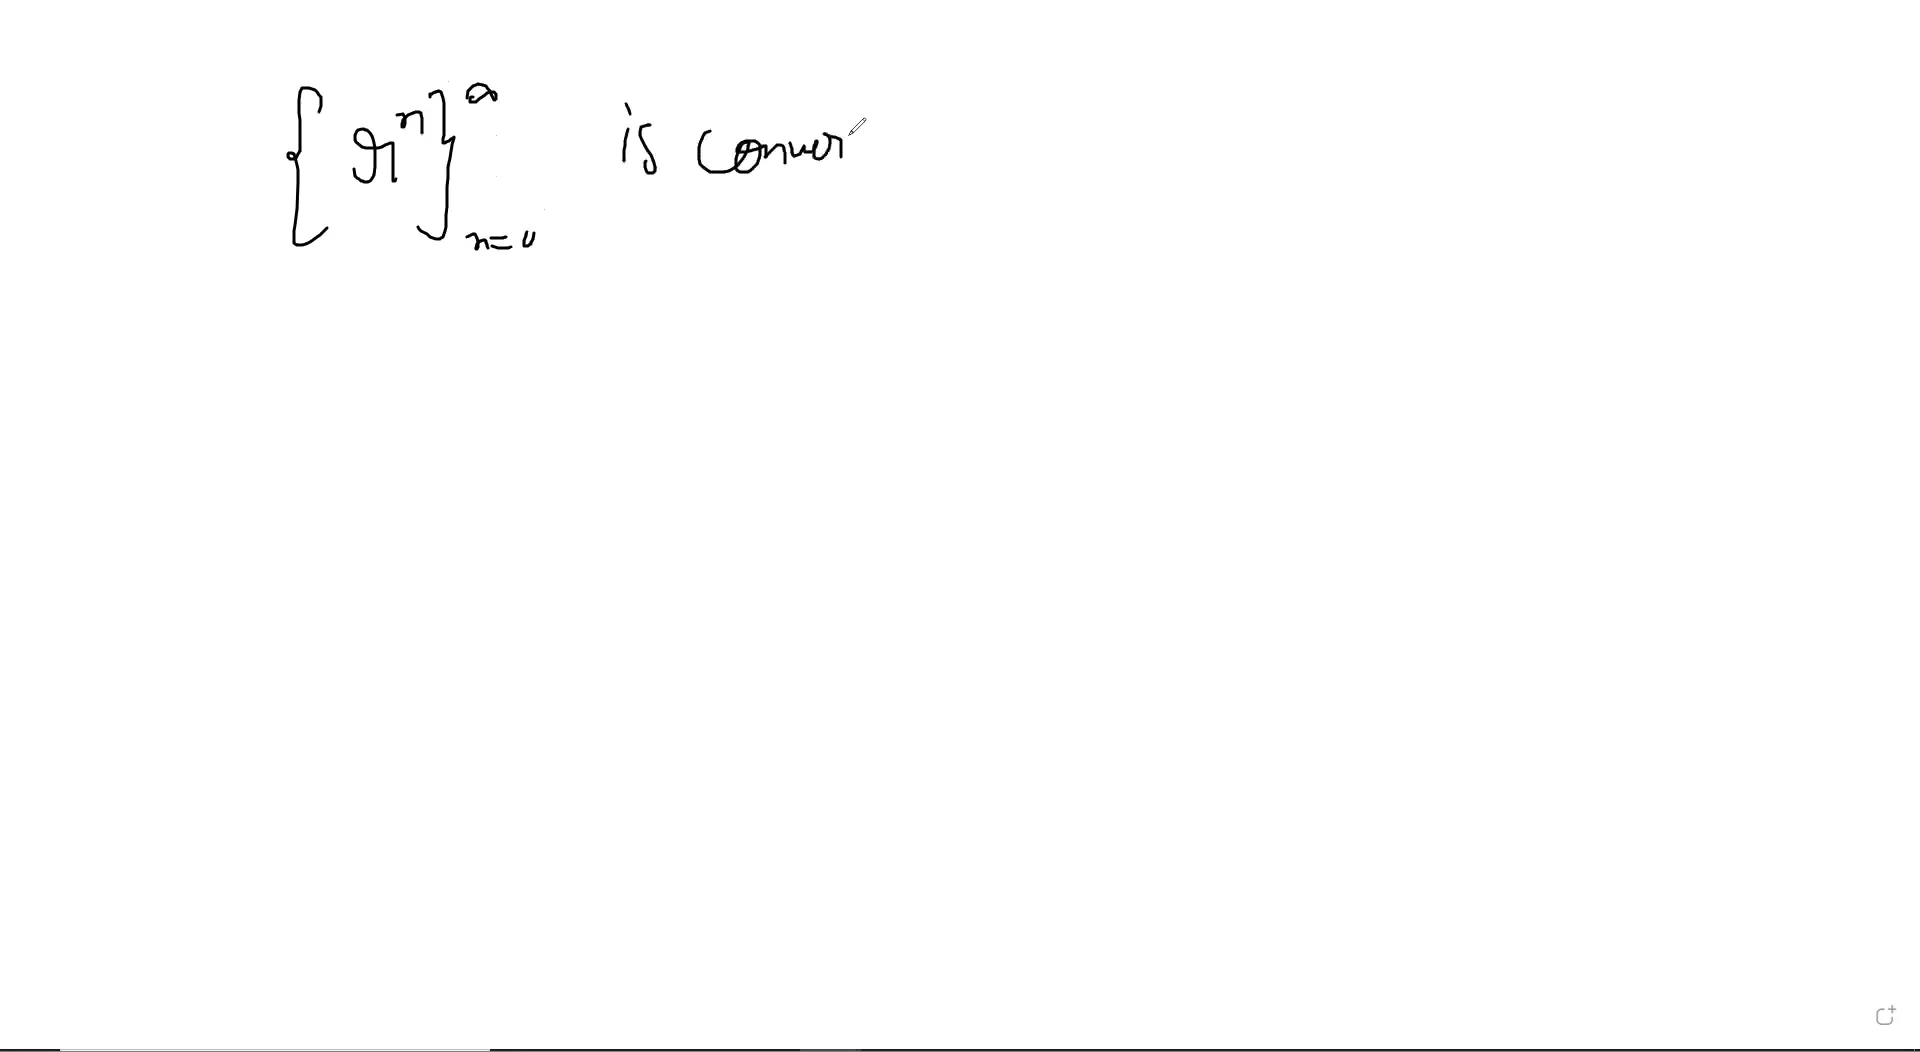 {r^n}_{n=0}^∞ is conver